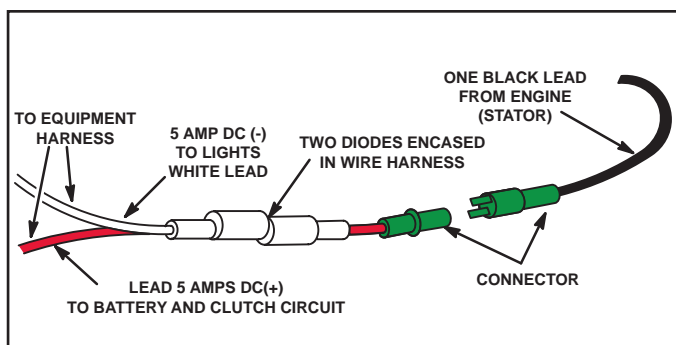 ONE BLACK LEAD
FROM ENGINE
(STATOR)
TO EQUIPMENT
HARNESS
5 AMP DC (-)
TO LIGHTS
WHITE LEAD
TWO DIODES ENCASED
IN WIRE HARNESS
CONNECTOR
LEAD 5 AMPS DC(+)
TO BATTERY AND CLUTCH CIRCUIT